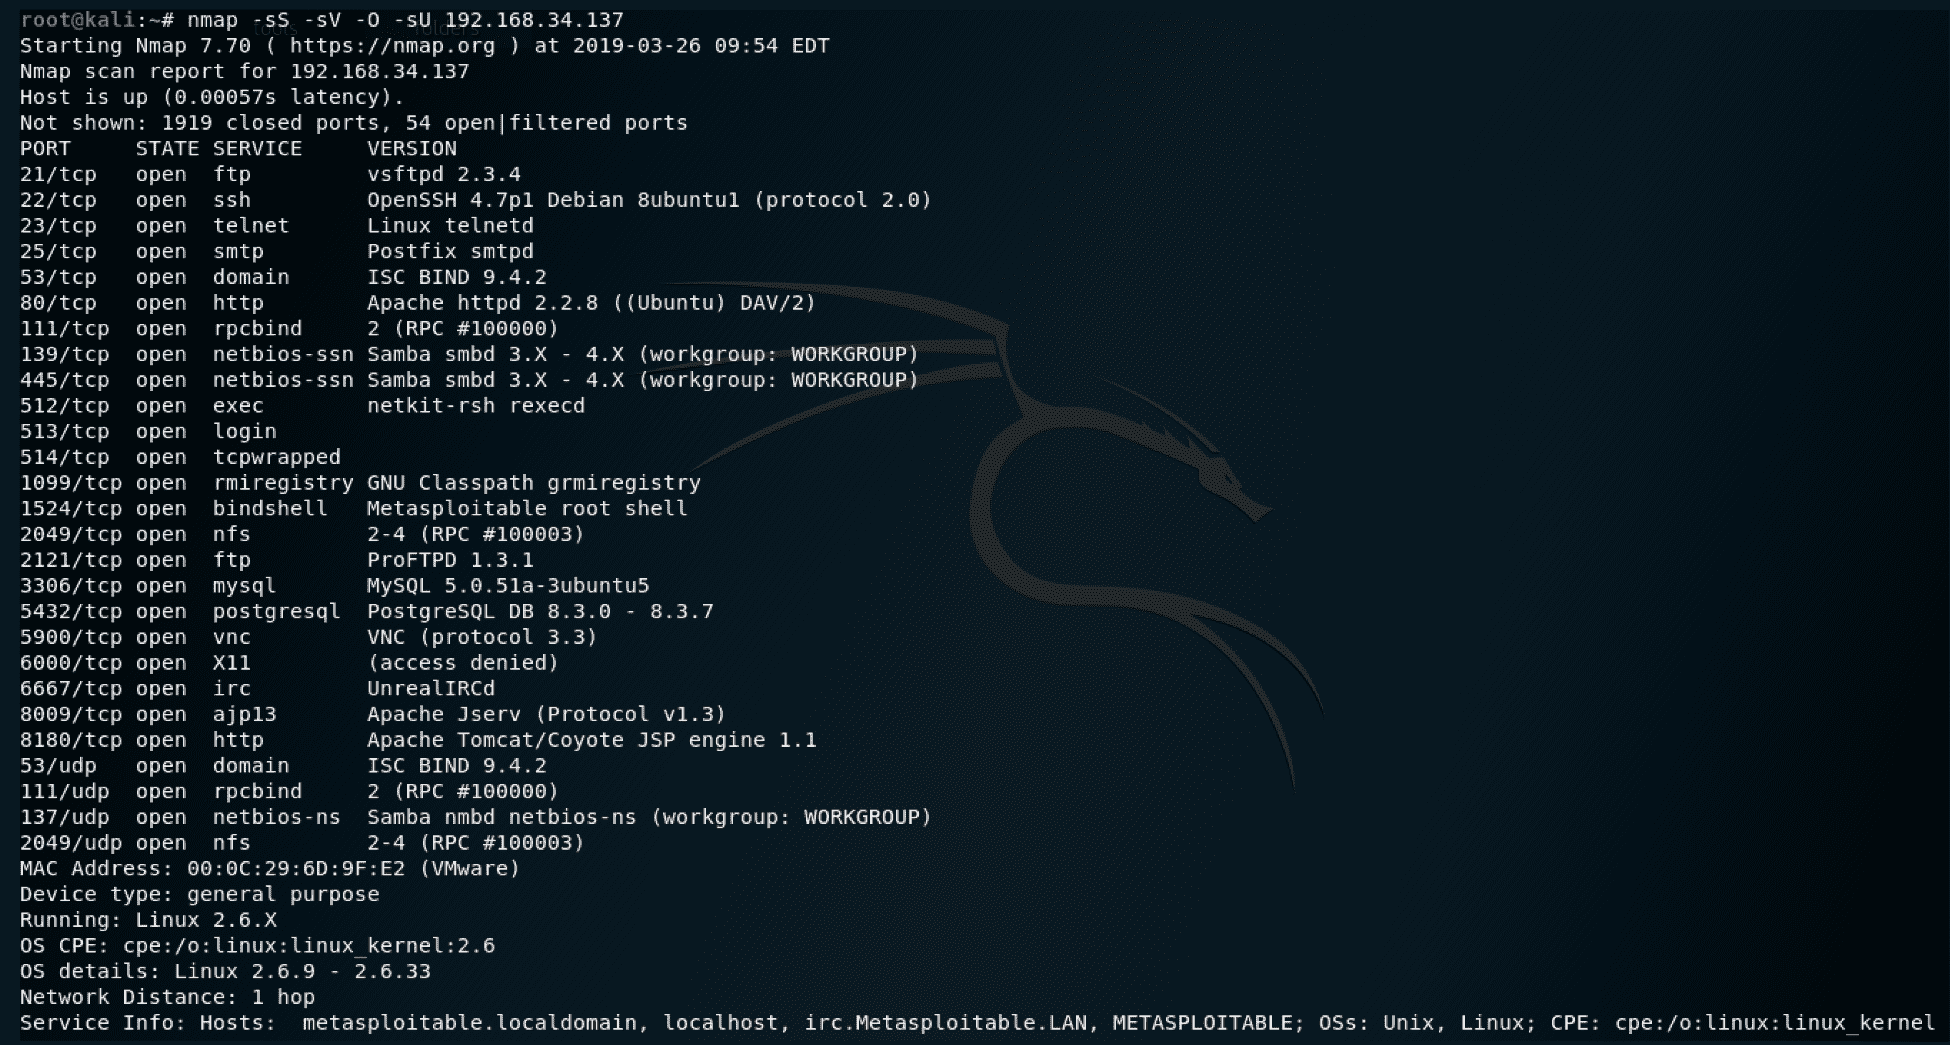 root@kali:~# nmap -sS -sV -O -sU 192.168.34.137
tools folders
Starting Nmap 7.70 ( https://nmap.org ) at 2019-03-26 09:54 EDT
Nmap scan report for 192.168.34.137
Host is up (0.00057s latency).
Not shown: 1919 closed ports, 54 open|filtered ports
PORT     STATE SERVICE     VERSION
21/tcp   open  ftp         vsftpd 2.3.4
22/tcp   open  ssh         OpenSSH 4.7p1 Debian 8ubuntu1 (protocol 2.0)
23/tcp   open  telnet      Linux telnetd
25/tcp   open  smtp        Postfix smtpd
53/tcp   open  domain      ISC BIND 9.4.2
80/tcp   open  http        Apache httpd 2.2.8 ((Ubuntu) DAV/2)
111/tcp  open  rpcbind     2 (RPC #100000)
139/tcp  open  netbios-ssn Samba smbd 3.X - 4.X (workgroup: WORKGROUP)
445/tcp  open  netbios-ssn Samba smbd 3.X - 4.X (workgroup: WORKGROUP)
512/tcp  open  exec        netkit-rsh rexecd
513/tcp  open  login
514/tcp  open  tcpwrapped
1099/tcp open  rmiregistry GNU Classpath grmiregistry
1524/tcp open  bindshell   Metasploitable root shell
2049/tcp open  nfs         2-4 (RPC #100003)
2121/tcp open  ftp         ProFTPD 1.3.1
3306/tcp open  mysql       MySQL 5.0.51a-3ubuntu5
5432/tcp open  postgresql  PostgreSQL DB 8.3.0 - 8.3.7
5900/tcp open  vnc         VNC (protocol 3.3)
6000/tcp open  X11         (access denied)
6667/tcp open  irc         UnrealIRCd
8009/tcp open  ajp13       Apache Jserv (Protocol v1.3)
8180/tcp open  http        Apache Tomcat/Coyote JSP engine 1.1
53/udp   open  domain      ISC BIND 9.4.2
111/udp  open  rpcbind     2 (RPC #100000)
137/udp  open  netbios-ns  Samba nmbd netbios-ns (workgroup: WORKGROUP)
2049/udp open  nfs         2-4 (RPC #100003)
MAC Address: 00:0C:29:6D:9F:E2 (VMware)
Device type: general purpose
Running: Linux 2.6.X
OS CPE: cpe:/o:linux:linux_kernel:2.6
OS details: Linux 2.6.9 - 2.6.33
Network Distance: 1 hop
Service Info: Hosts:  metasploitable.localdomain, localhost, irc.Metasploitable.LAN, METASPLOITABLE; OSs: Unix, Linux; CPE: cpe:/o:linux:linux_kernel